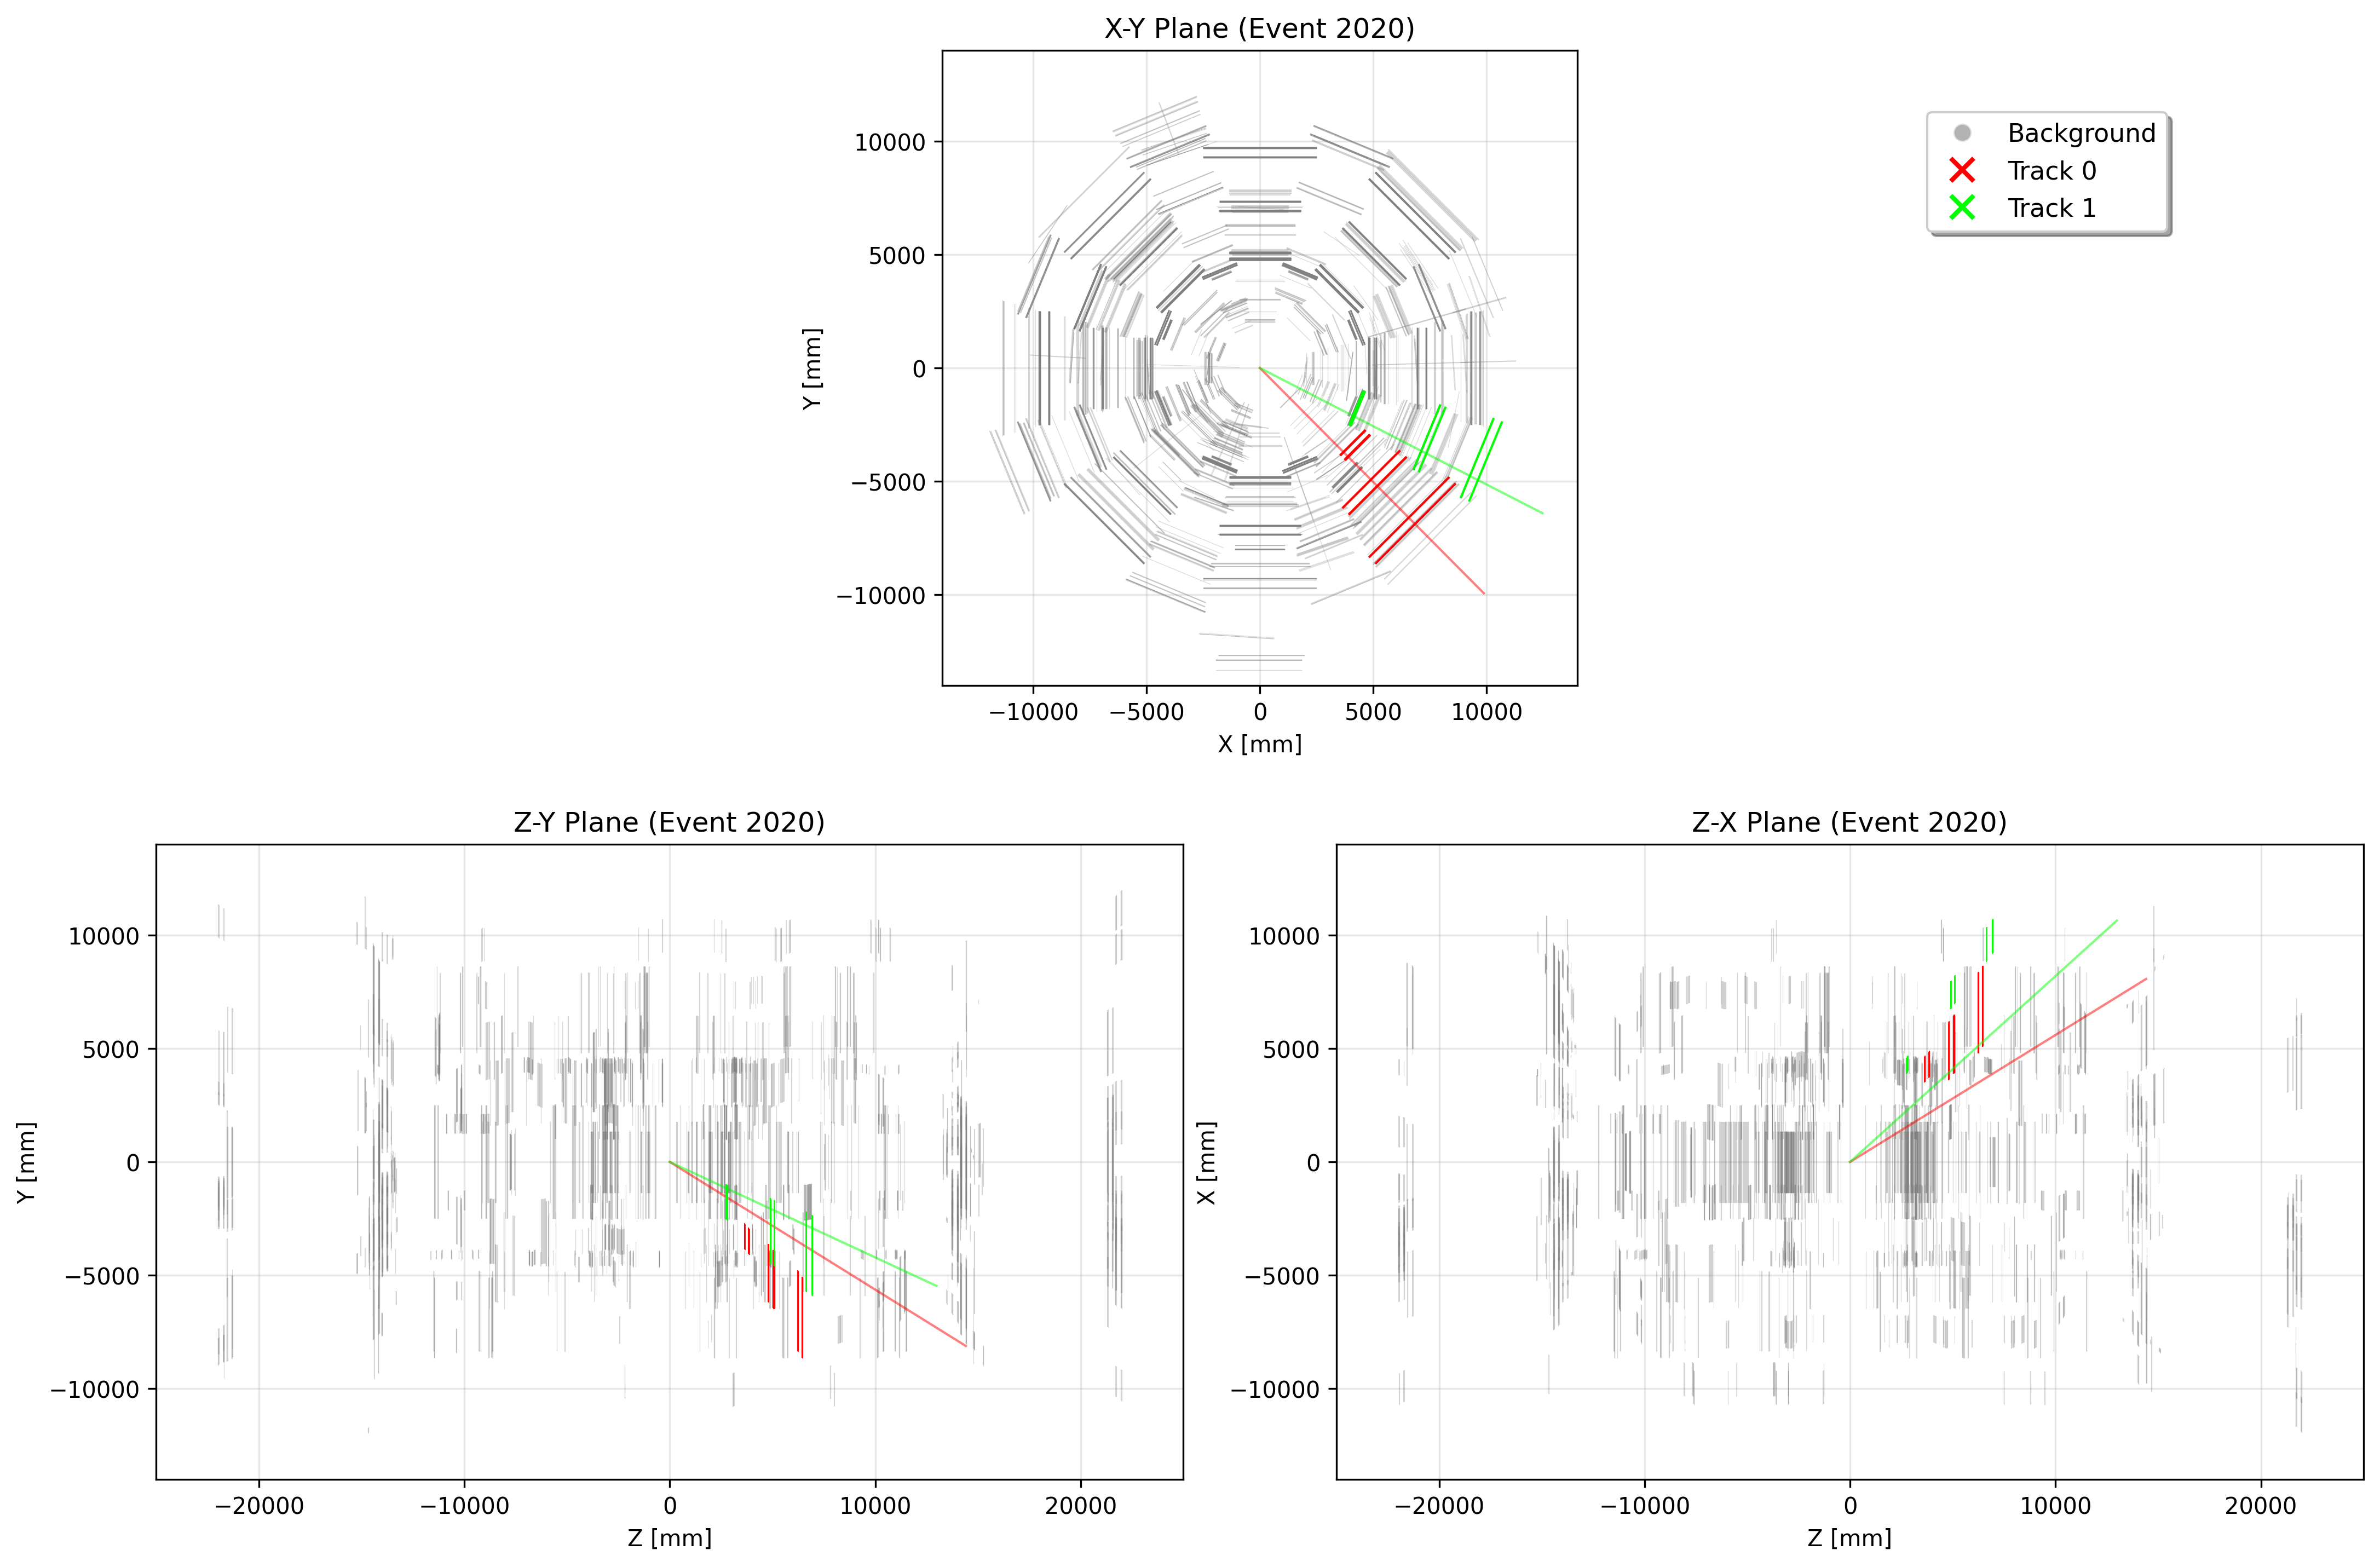 X-Y Plane (Event 2020)
Y [mm]
10000
5000
0
−5000
−10000
−10000 −5000 0 5000 10000
X [mm]
Background
Track 0
Track 1
Z-Y Plane (Event 2020)
Y [mm]
10000
5000
0
−5000
−10000
−20000 −10000 0 10000 20000
Z [mm]
Z-X Plane (Event 2020)
X [mm]
10000
5000
0
−5000
−10000
−20000 −10000 0 10000 20000
Z [mm]